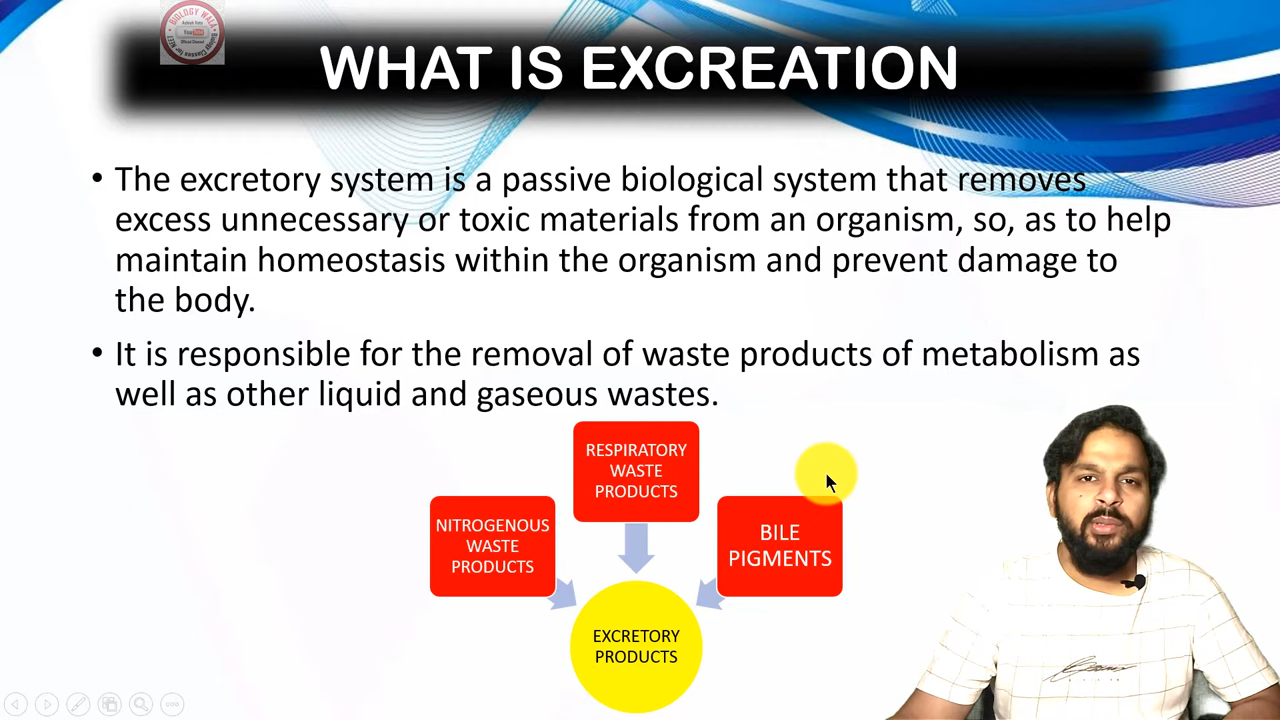 BIOLOGY WALA
YouTube
WHAT IS EXCREATION
• The excretory system is a passive biological system that removes
excess unnecessary or toxic materials from an organism, so, as to help
maintain homeostasis within the organism and prevent damage to
the body.
• It is responsible for the removal of waste products of metabolism as
well as other liquid and gaseous wastes.
RESPIRATORY
WASTE
PRODUCTS
NITROGENOUS
WASTE
PRODUCTS
BILE
PIGMENTS
EXCRETORY
PRODUCTS